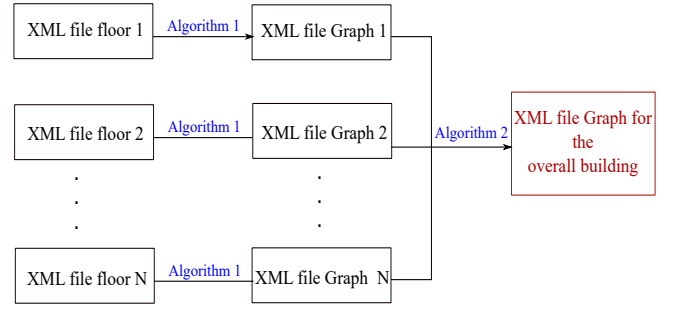 XML file floor 1
Algorithm 1
XML file Graph 1
XML file floor 2
Algorithm 1
XML file Graph 2
Algorithm 2
XML file Graph for
the
overall building
XML file floor N
Algorithm 1
XML file Graph N